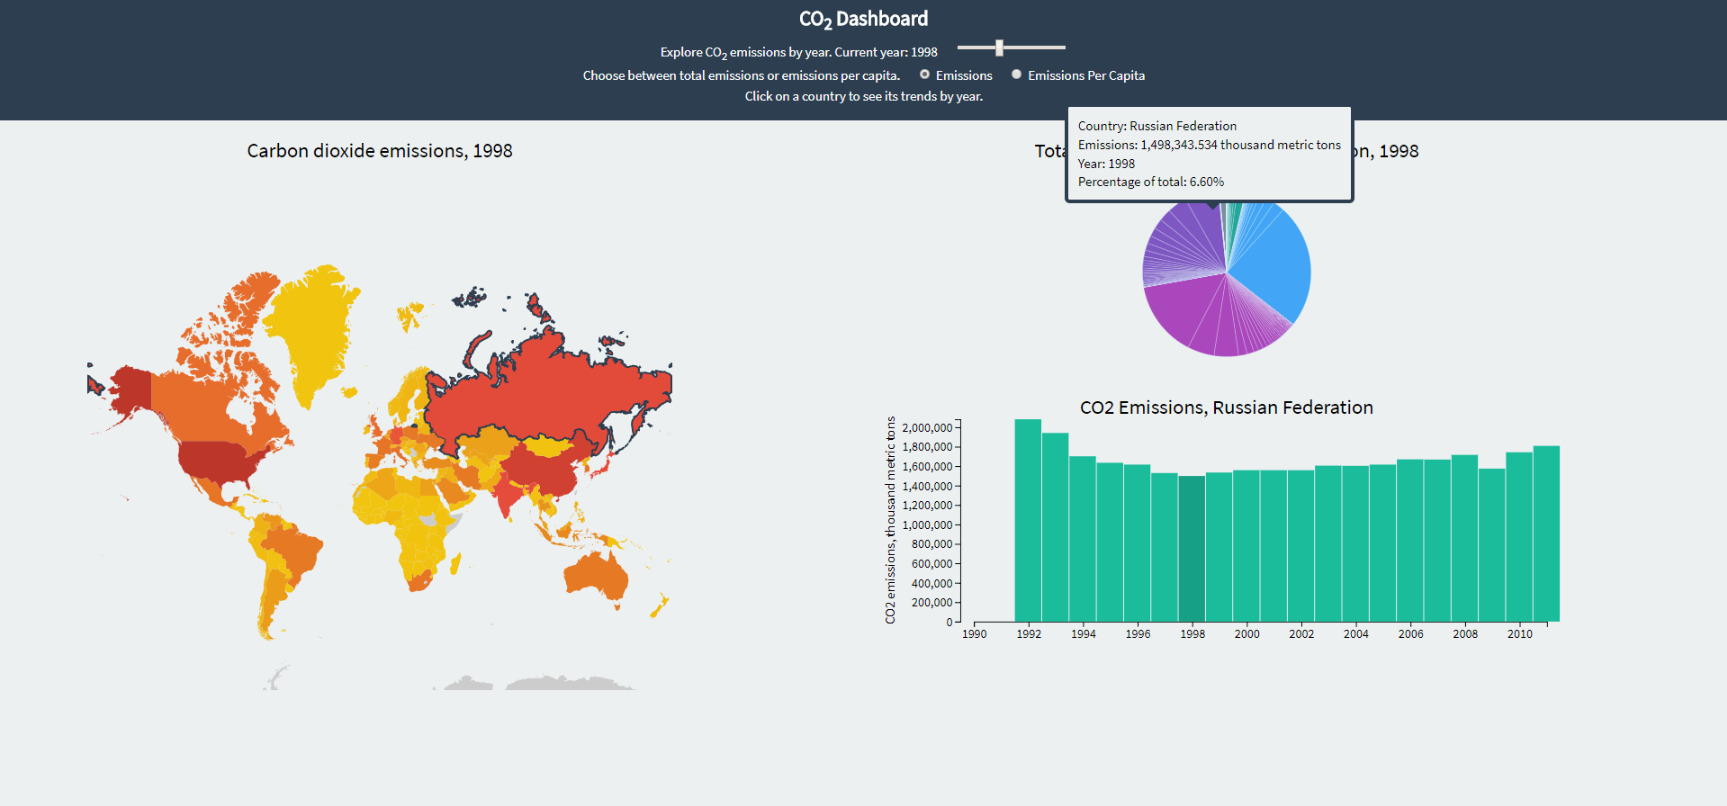 CO2 Dashboard
Explore CO2 emissions by year. Current year: 1998
Choose between total emissions or emissions per capita. Emissions Emissions Per Capita
Click on a country to see its trends by year.
Carbon dioxide emissions, 1998
1998
Country: Russian Federation
Emissions: 1,498,343.534 thousand metric tons
Year: 1998
Percentage of total: 6.60%
CO2 Emissions, Russian Federation
CO2 emissions, thousand metric tons
2,000,000
1,800,000
1,600,000
1,400,000
1,200,000
1,000,000
800,000
600,000
400,000
200,000
0
1990 1992 1994 1996 1998 2000 2002 2004 2006 2008 2010